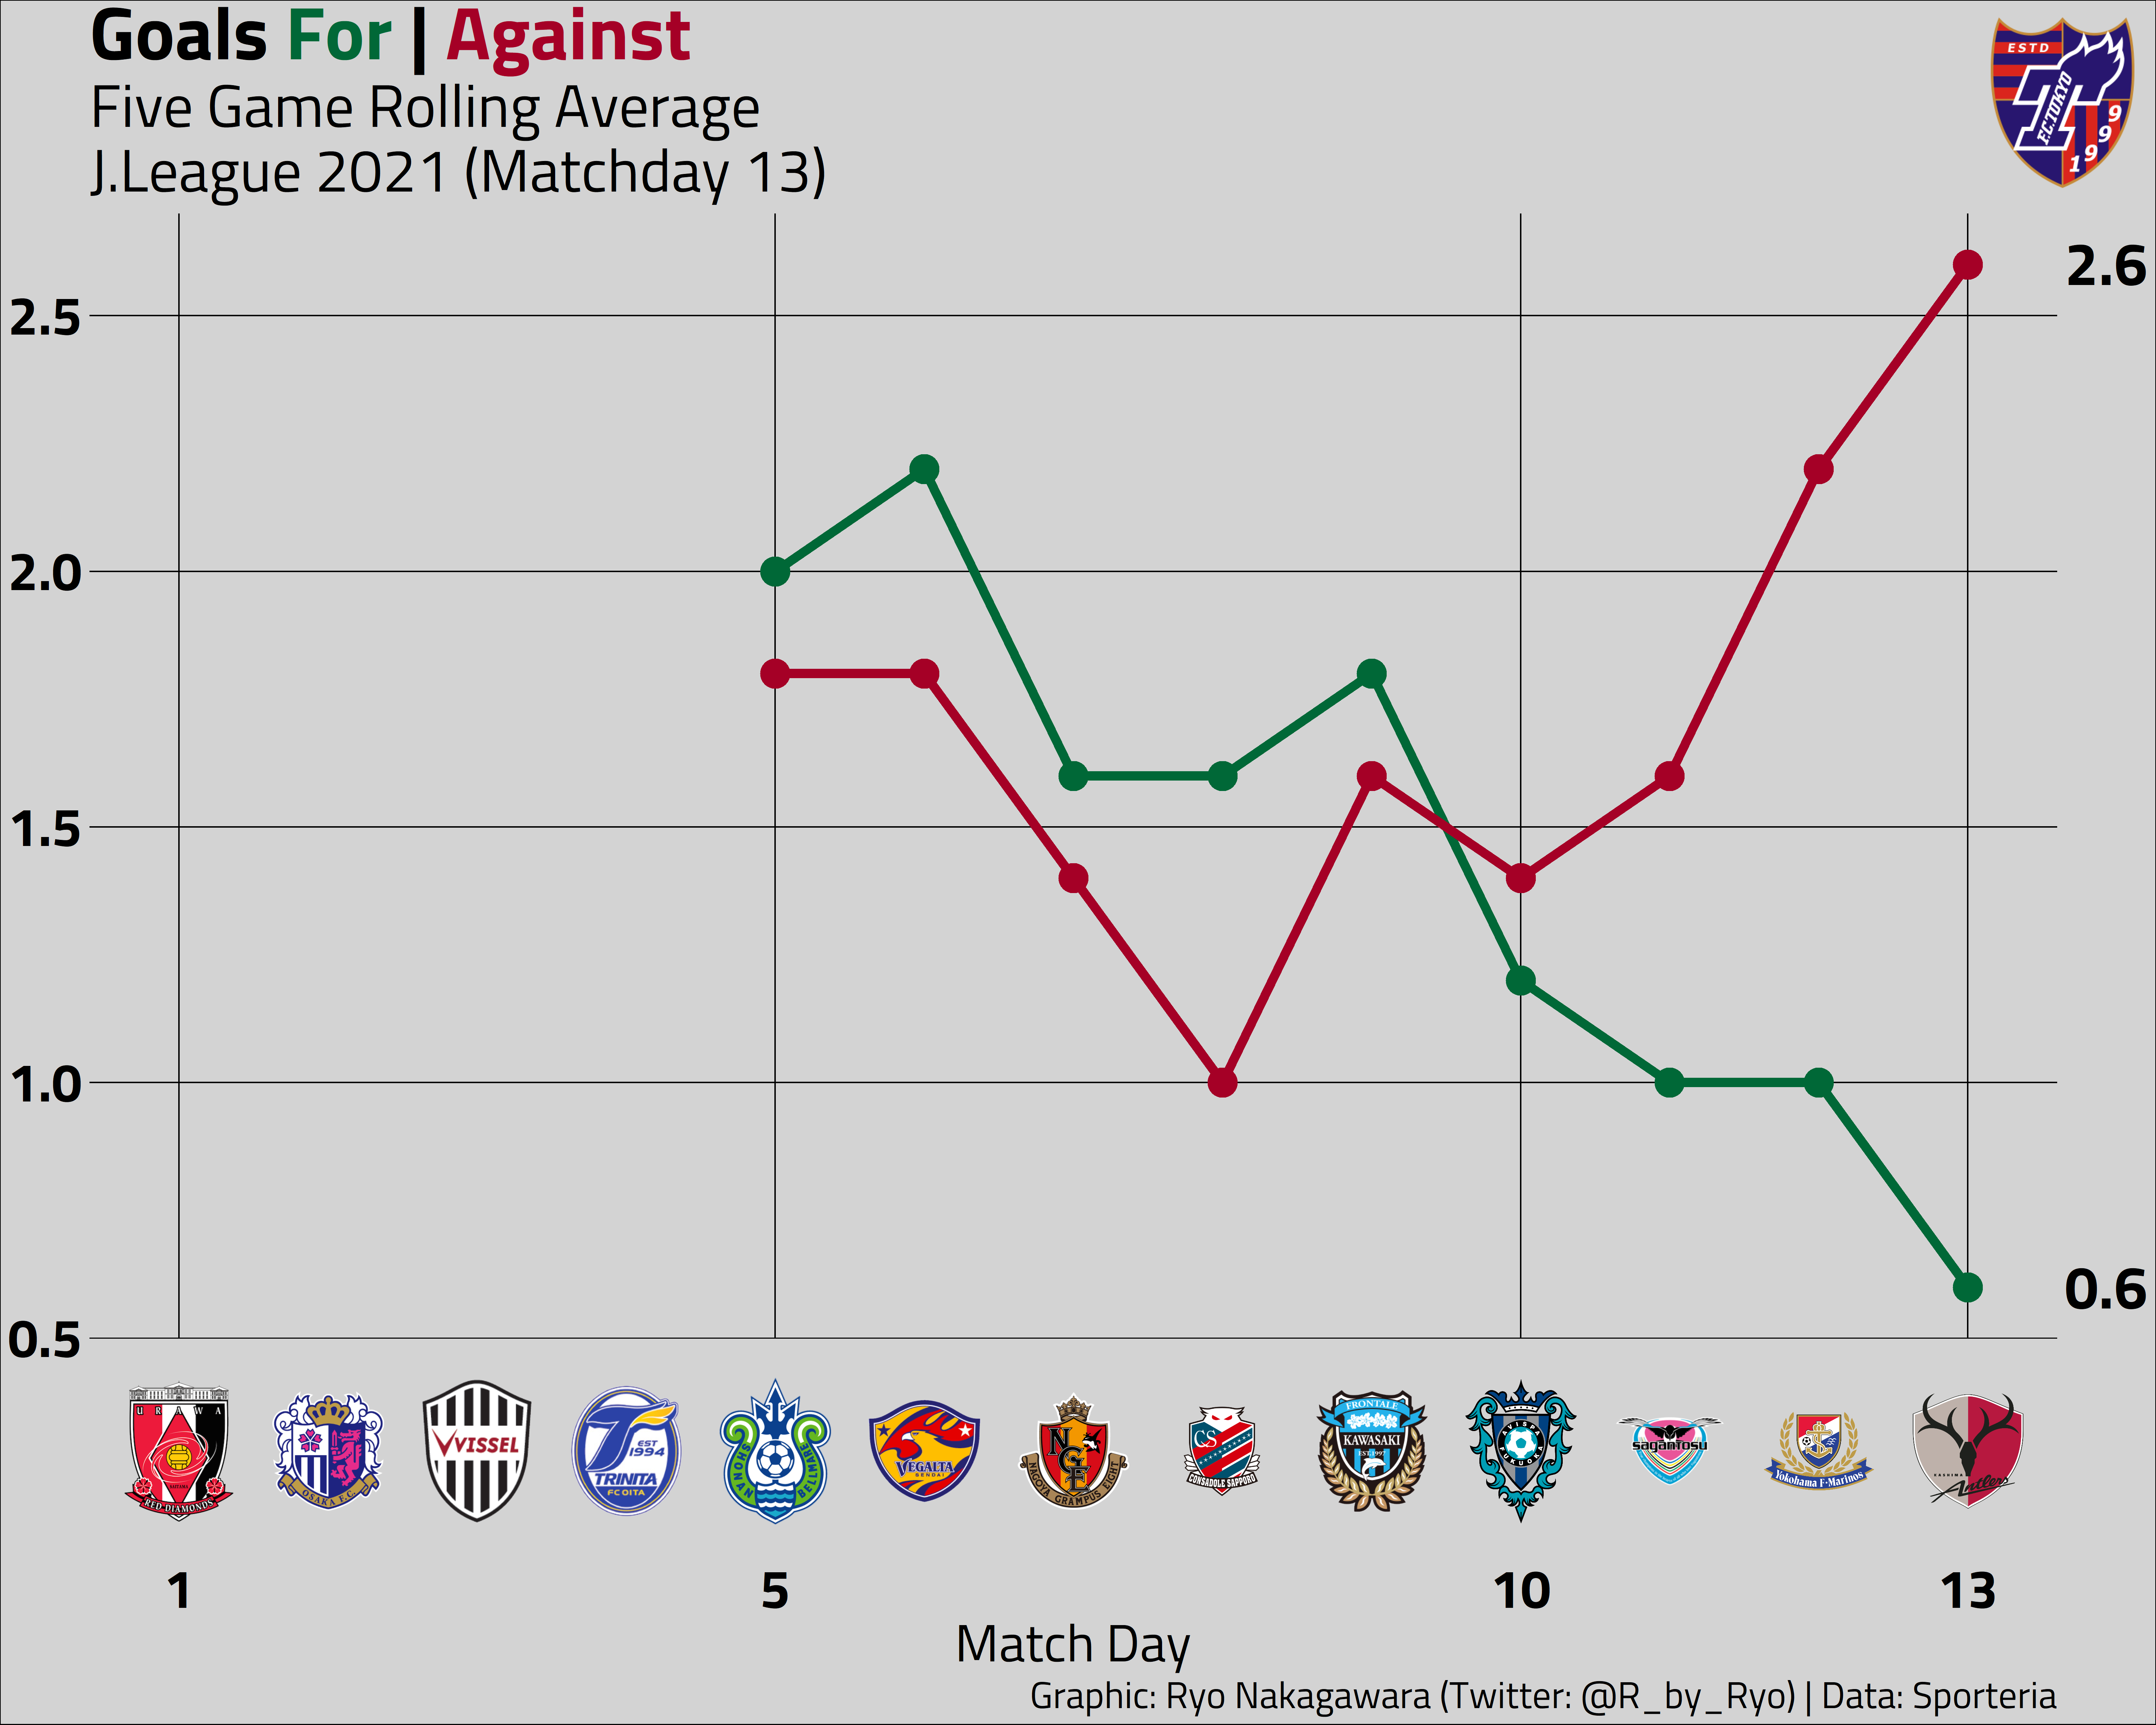 Goals For | Against
Five Game Rolling Average
J.League 2021 (Matchday 13)
ESTD
F.C.TOKYO
1999
2.6
2.5
2.0
1.5
1.0
0.6
0.5
URAWA
RED-DIAMONDS
OSAKA F.C.
VISSEL
EST
1994
TRINITA
FC OITA
SHONAN
BELLMARE
VEGALTA
SENDAI
NGE
NAGOYA GRAMPUS EIGHT
CS
CONSADOLE SAPPORO
FRONTALE
KAWASAKI
EST.1997
sagantosu
Yokohama F·Marinos
KASHIMA
Antlers
1
5
10
13
Match Day
Graphic: Ryo Nakagawara (Twitter: @R_by_Ryo) | Data: Sporteria